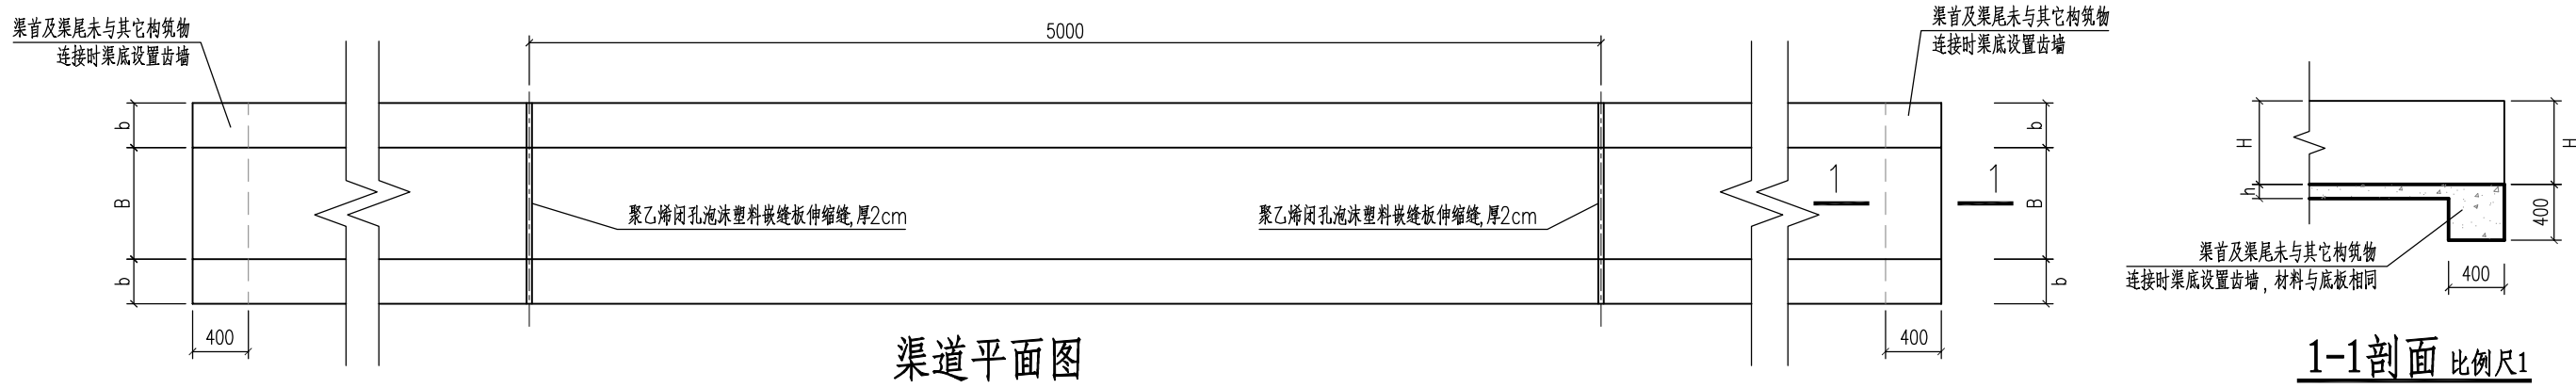 渠首及渠尾未与其它构筑物
连接时渠底设置齿墙
5000
渠首及渠尾未与其它构筑物
连接时渠底设置齿墙
b
B
b
聚乙烯闭孔泡沫塑料嵌缝板伸缩缝,厚2cm
聚乙烯闭孔泡沫塑料嵌缝板伸缩缝,厚2cm
1
1
b
B
b
400
400
渠道平面图
H
h
H
400
渠首及渠尾未与其它构筑物
连接时渠底设置齿墙,材料与底板相同
400
1-1剖面 比例尺1